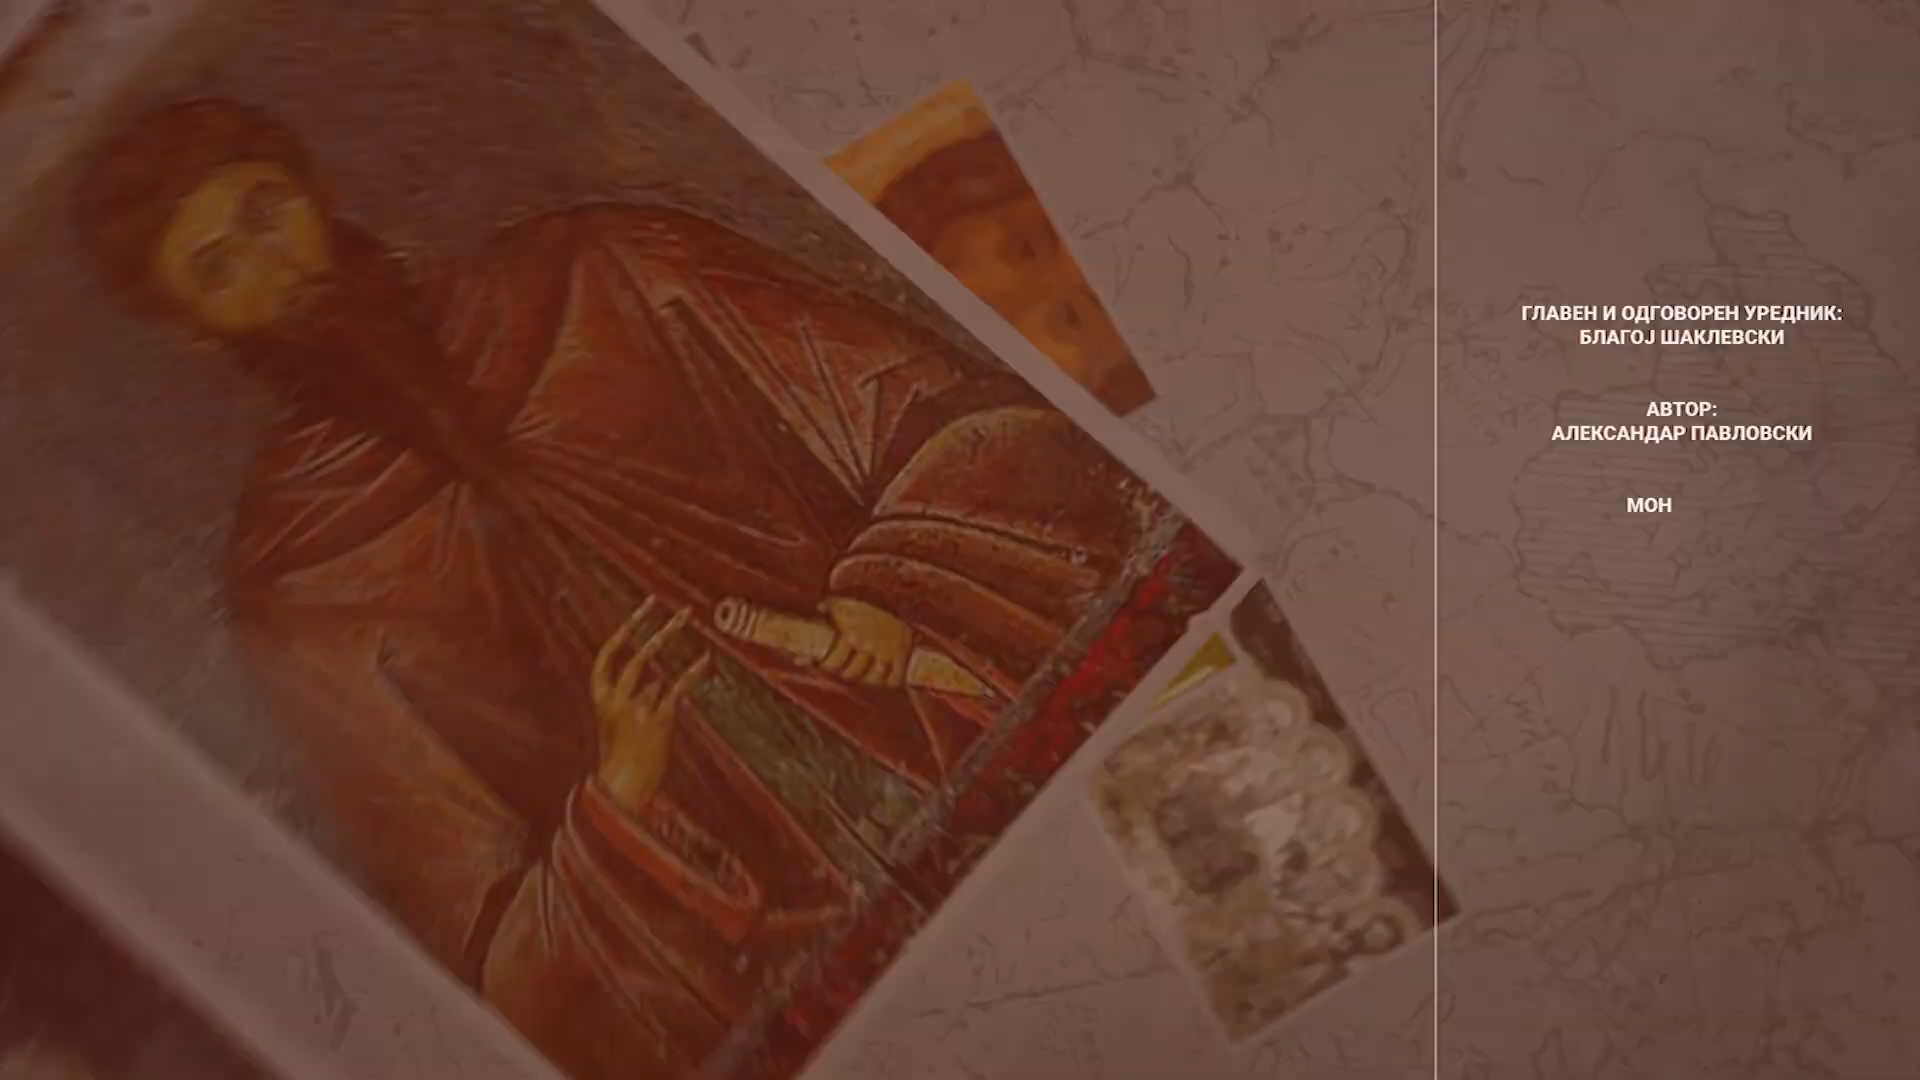 ГЛАВЕН И ОДГОВОРЕН УРЕДНИК:
БЛАГОЈ ШАКЛЕВСКИ
АВТОР:
АЛЕКСАНДАР ПАВЛОВСКИ
МОН